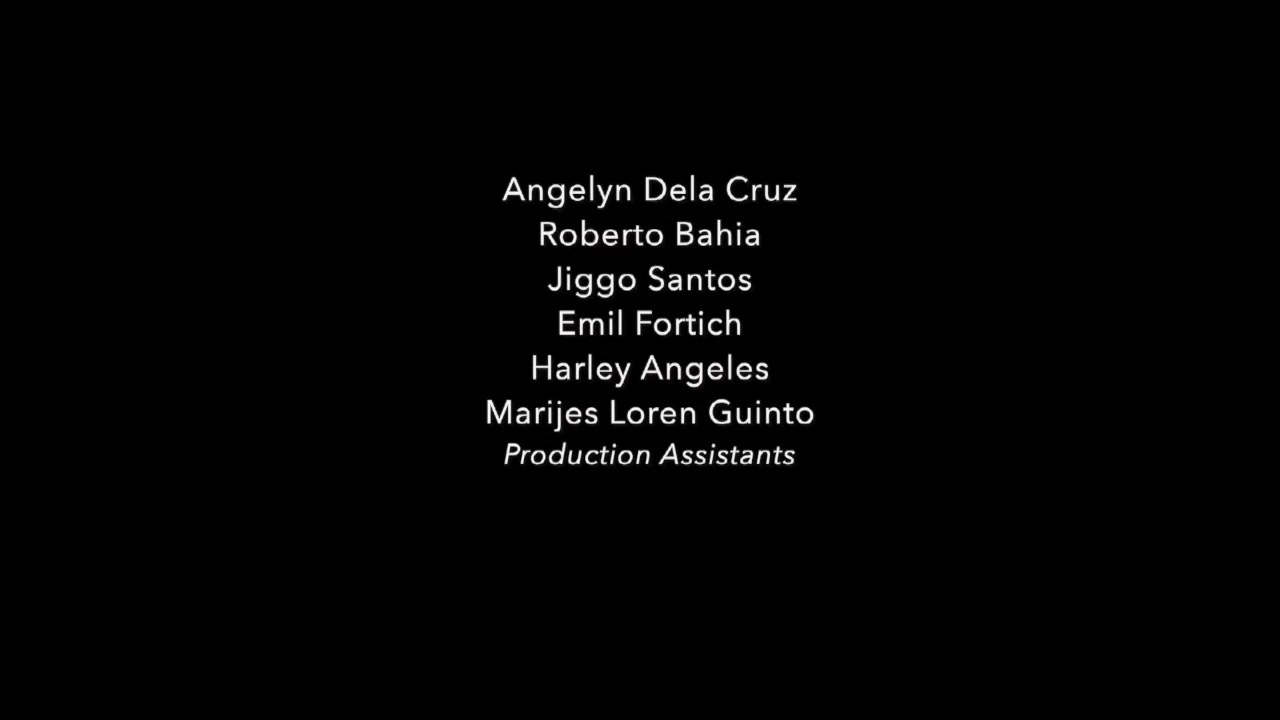 Angelyn Dela Cruz
Roberto Bahia
Jiggo Santos
Emil Fortich
Harley Angeles
Marijes Loren Guinto
Production Assistants